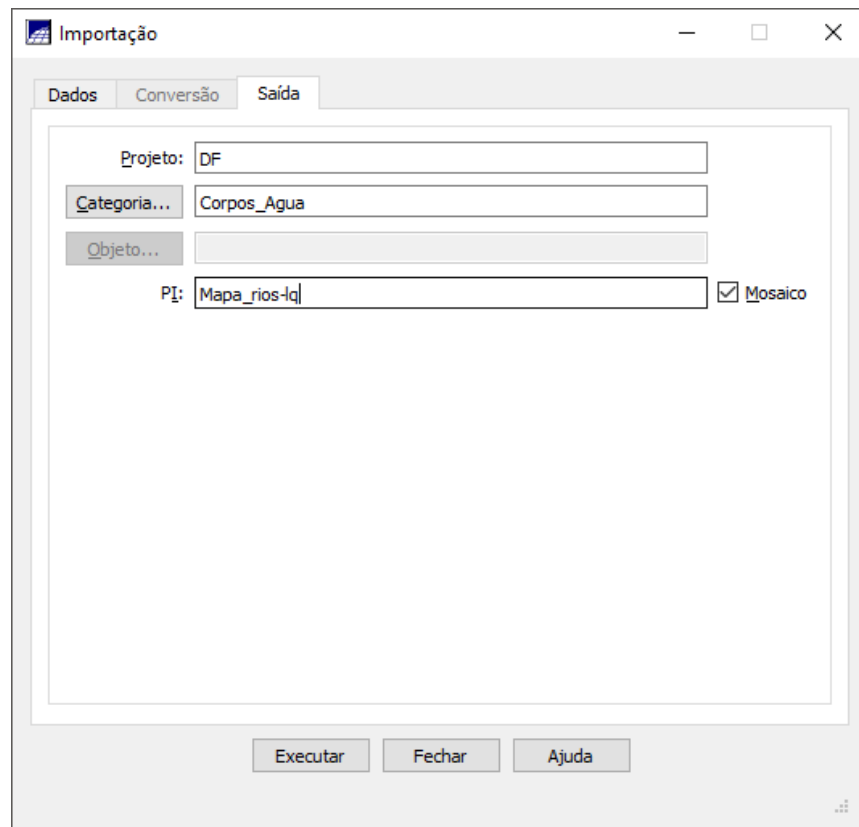 Importação
Dados Conversão Saída
Projeto: DF
Categoria... Corpos_Agua
Objeto...
PI: Mapa_rios-lq Mosaico
Executar Fechar Ajuda